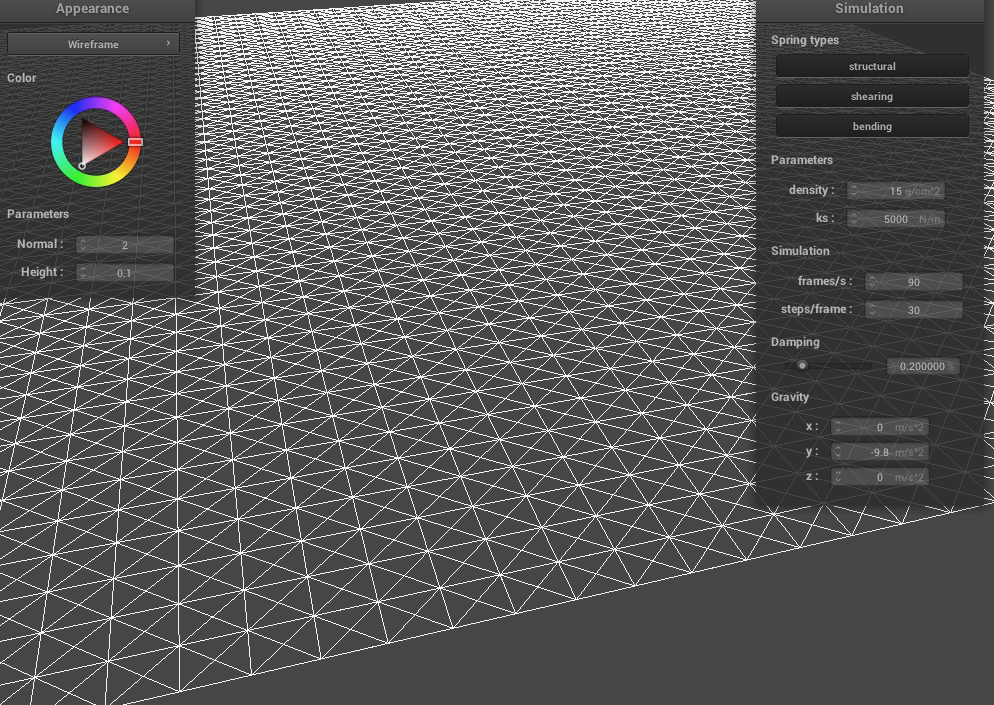 Appearance
Wireframe ›
Color
Parameters
Normal : 2
Height : 0.1
Simulation
Spring types
structural
shearing
bending
Parameters
density : 15 g/cm^2
ks : 5000 N/m
Simulation
frames/s : 90
steps/frame : 30
Damping
0.200000 %
Gravity
x : 0 m/s^2
y : -9.8 m/s^2
z : 0 m/s^2